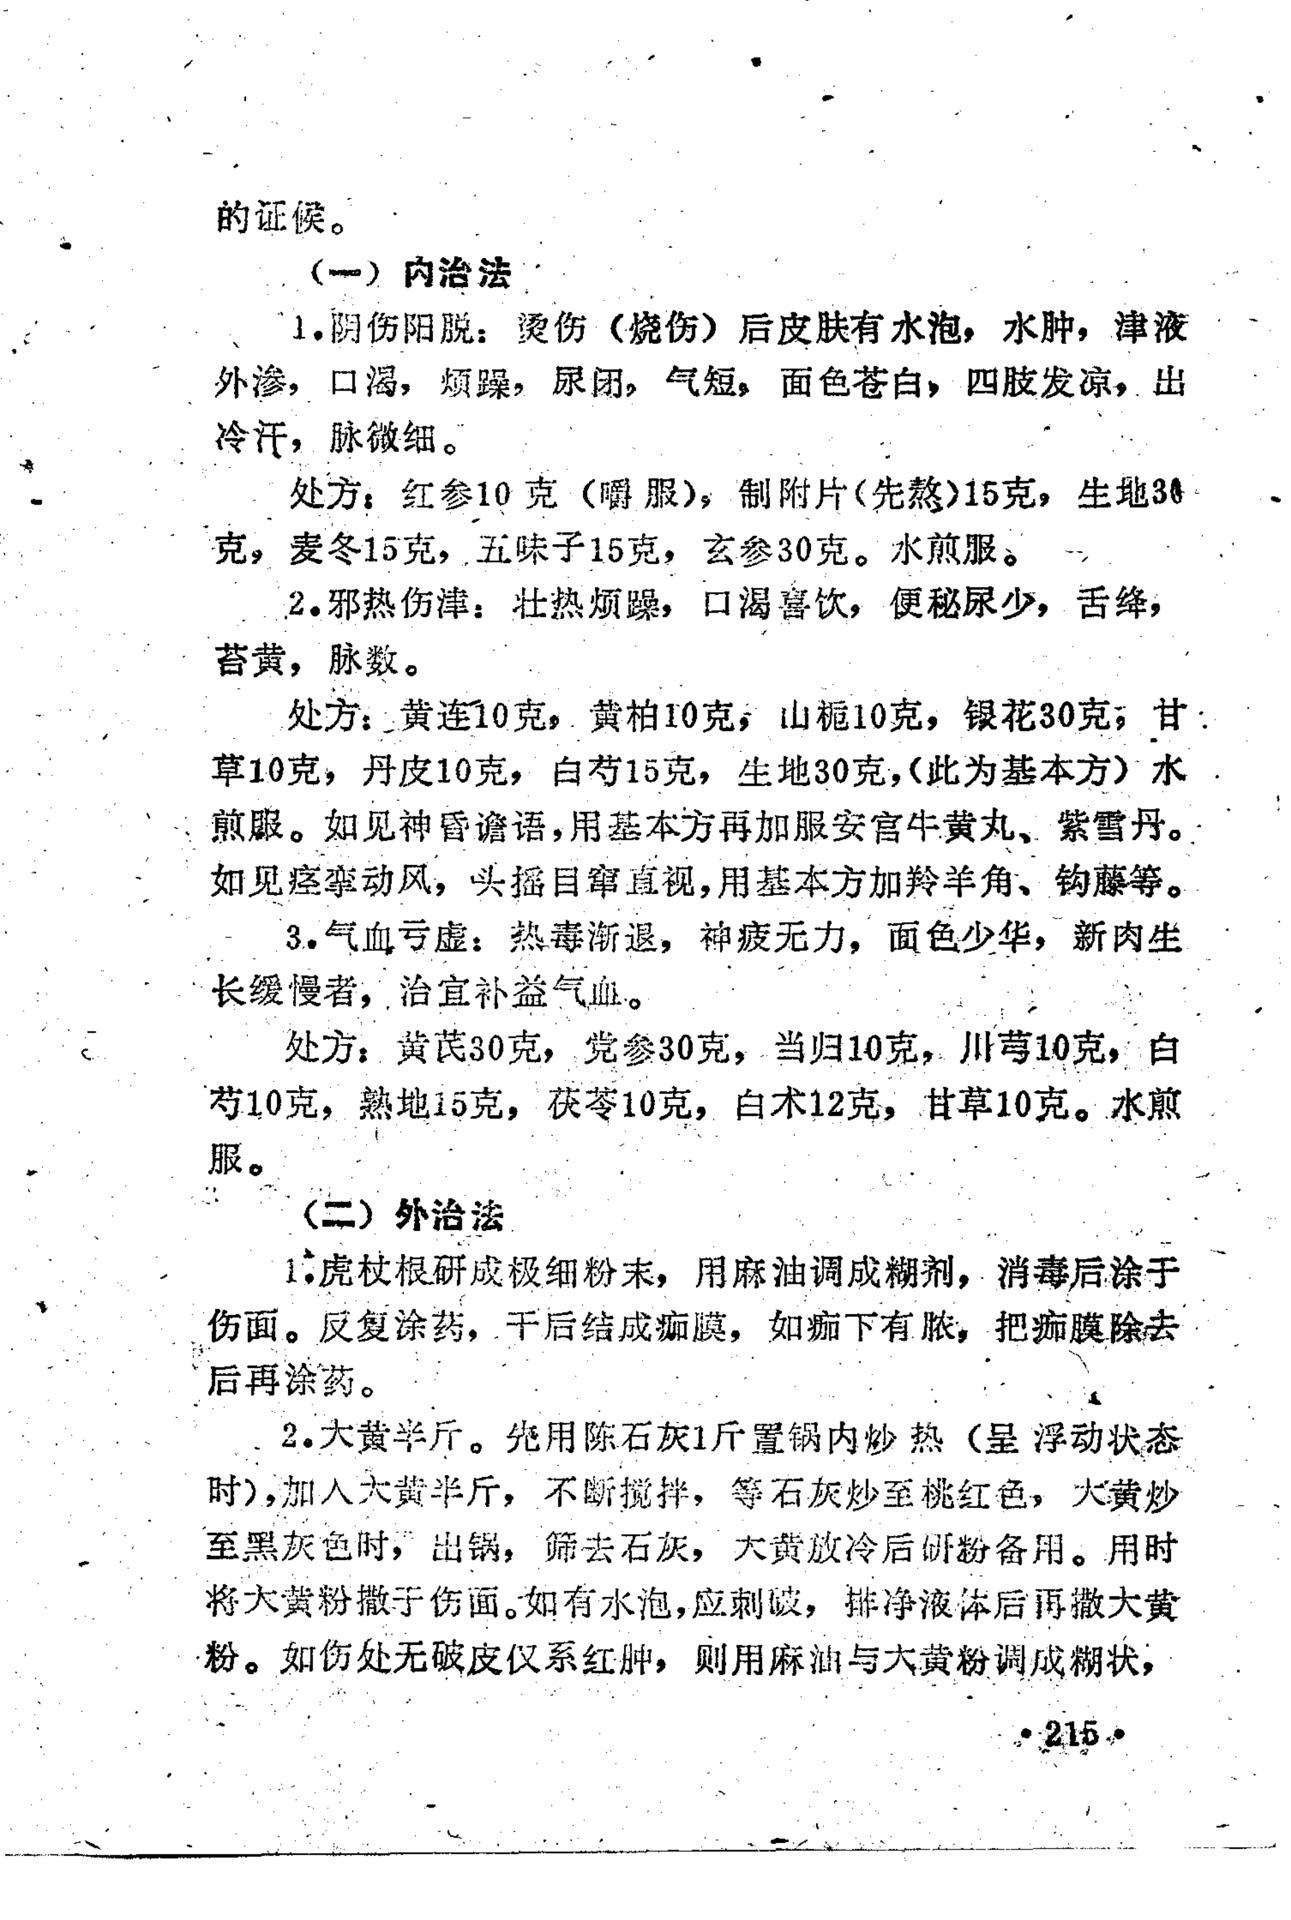 的证候。
（一）内治法
1.阴伤阳脱：烫伤（烧伤）后皮肤有水泡，水肿，津液
外渗，口渴，烦躁，尿闭，气短，面色苍白，四肢发凉，出
冷汗，脉微细。
处方：红参10克（嚼服），制附片（先熬）15克，生地30
克，麦冬15克，五味子15克，玄参30克。水煎服。
2.邪热伤津：壮热烦躁，口渴喜饮，便秘尿少，舌绛，
苔黄，脉数。
处方：黄连10克，黄柏10克，山栀10克，银花30克，甘
草10克，丹皮10克，白芍15克，生地30克，（此为基本方）水
煎服。如见神昏谵语，用基本方再加服安宫牛黄丸、紫雪丹。
如见痉挛动风，头摇目窜直视，用基本方加羚羊角、钩藤等。
3.气血亏虚：热毒渐退，神疲无力，面色少华，新肉生
长缓慢者，治宜补益气血。
处方：黄芪30克，党参30克，当归10克，川芎10克，白
芍10克，熟地15克，茯苓10克，白术12克，甘草10克。水煎
服。
（二）外治法
1.虎杖根研成极细粉末，用麻油调成糊剂，消毒后涂于
伤面。反复涂药，干后结成痂膜，如痂下有脓，把痂膜除去
后再涂药。
2.大黄半斤。先用陈石灰1斤置锅内炒热（呈浮动状态
时），加入大黄半斤，不断搅拌，等石灰炒至桃红色，大黄炒
至黑灰色时，出锅，筛去石灰，大黄放冷后研粉备用。用时
将大黄粉撒于伤面。如有水泡，应刺破，排净液体后再撒大黄
粉。如伤处无破皮仅系红肿，则用麻油与大黄粉调成糊状，
·215·